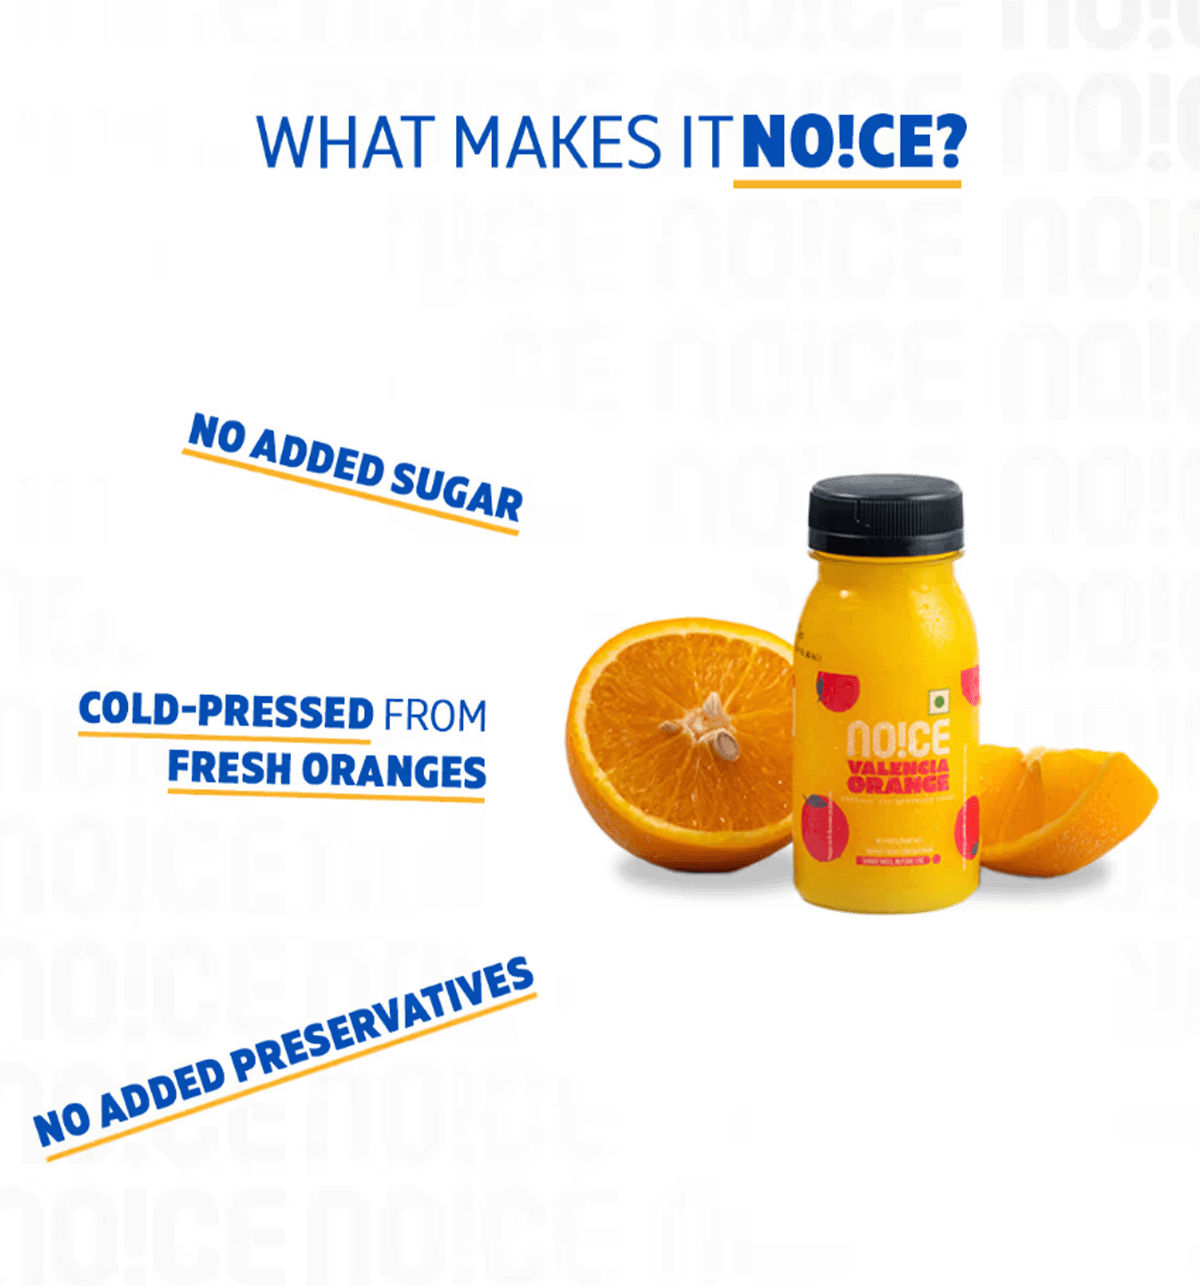 WHAT MAKES IT NO!CE?
NO ADDED SUGAR
COLD-PRESSED FROM
FRESH ORANGES
NO ADDED PRESERVATIVES
NO!CE
VALENCIA
ORANGE